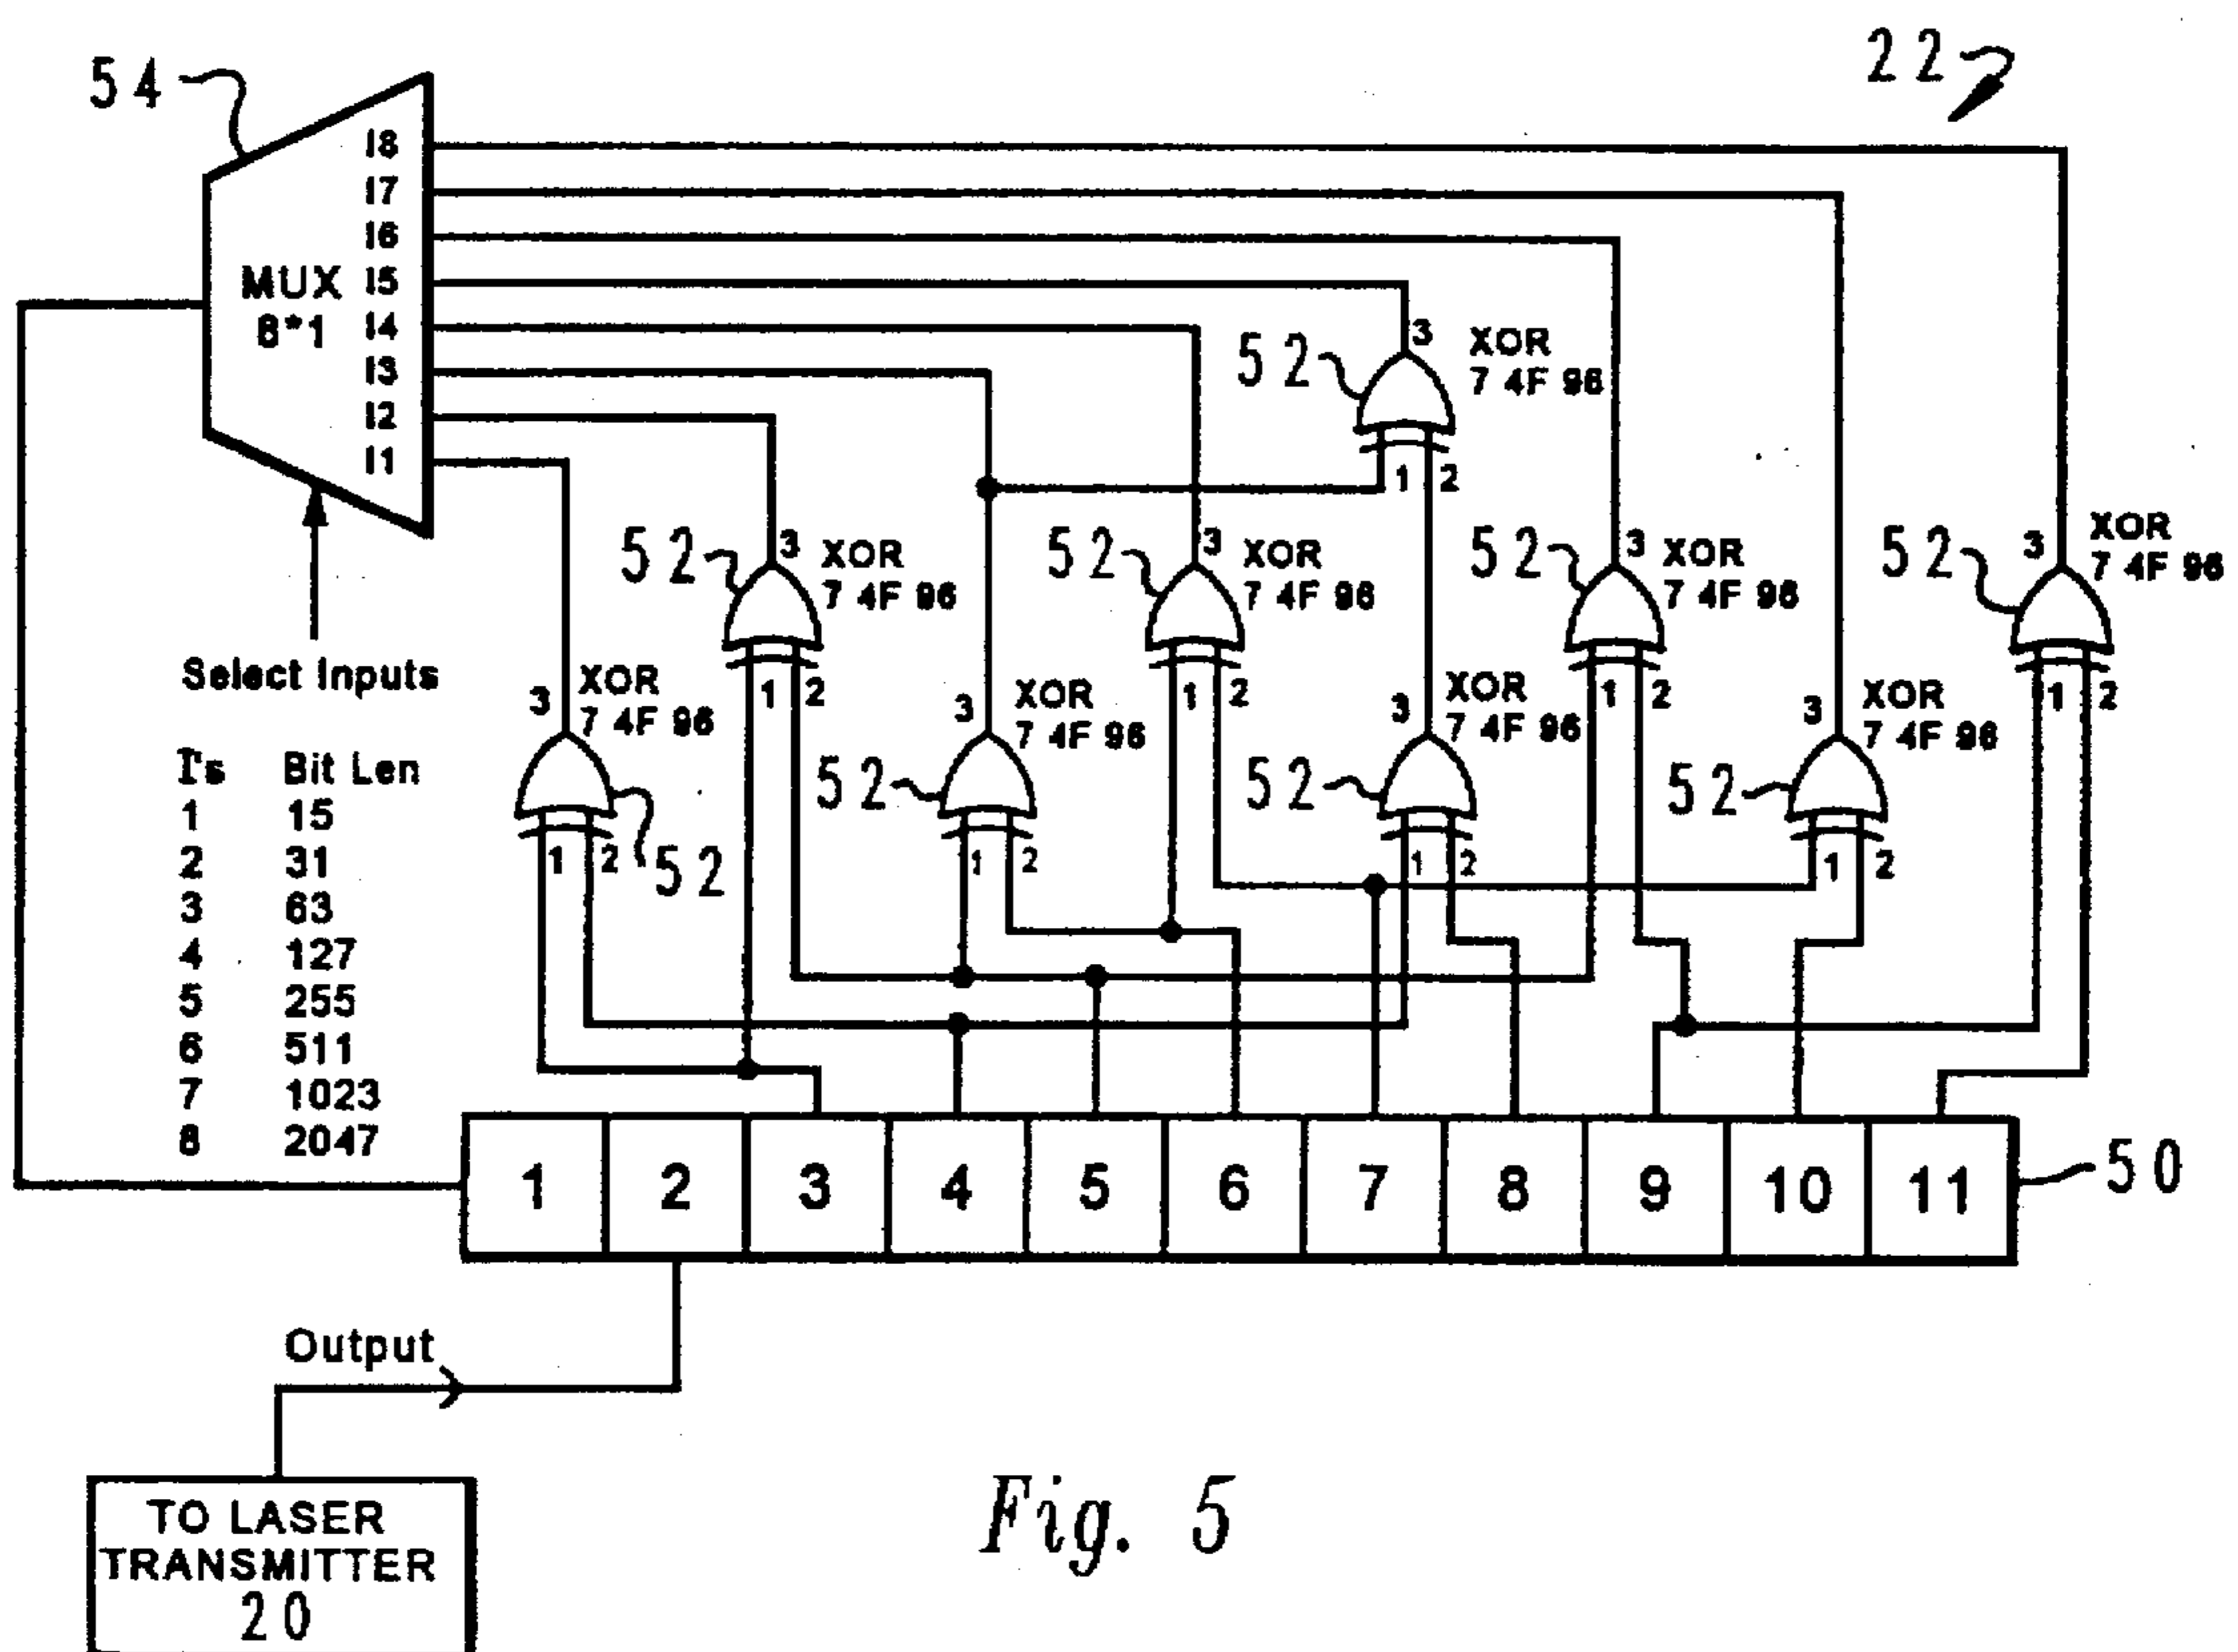 22
54
I8
I7
I6
MUX I5
8*1 I4
I3
I2
I1
Select Inputs
I's Bit Len
1 15
2 31
3 63
4 127
5 255
6 511
7 1023
8 2047
52
3
XOR
7 4F 96
1 2
52
3
XOR
7 4F 96
1 2
52
3
XOR
7 4F 96
1 2
52
3
XOR
7 4F 96
1 2
52
3
XOR
7 4F 96
1 2
3
XOR
7 4F 96
1 2
52
52
3
XOR
7 4F 96
1 2
52
3
XOR
7 4F 96
1 2
52
3
XOR
7 4F 96
1 2
1 2 3 4 5 6 7 8 9 10 11
50
Output
TO LASER
TRANSMITTER
20
Fig. 5